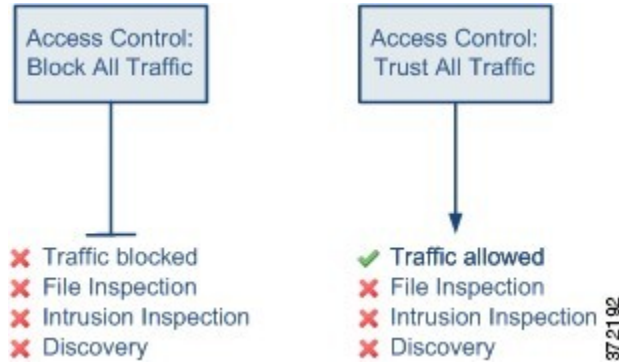 Access Control:
Block All Traffic
Traffic blocked
File Inspection
Intrusion Inspection
Discovery
Access Control:
Trust All Traffic
Traffic allowed
File Inspection
Intrusion Inspection
Discovery
372192